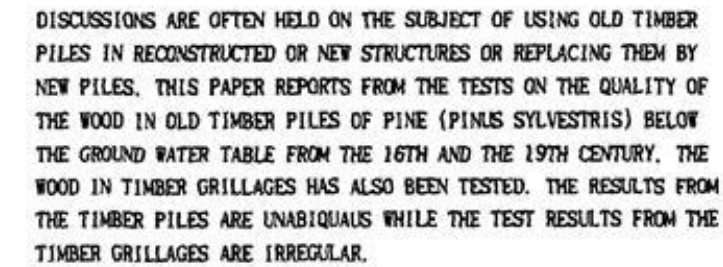 DISCUSSIONS ARE OFTEN HELD ON THE SUBJECT OF USING OLD TIMBER
PILES IN RECONSTRUCTED OR NEW STRUCTURES OR REPLACING THEM BY
NEW PILES. THIS PAPER REPORTS FROM THE TESTS ON THE QUALITY OF
THE WOOD IN OLD TIMBER PILES OF PINE (PINUS SYLVESTRIS) BELOW
THE GROUND WATER TABLE FROM THE 16TH AND THE 19TH CENTURY. THE
WOOD IN TIMBER GRILLAGES HAS ALSO BEEN TESTED. THE RESULTS FROM
THE TIMBER PILES ARE UNABIQUAUS WHILE THE TEST RESULTS FROM THE
TIMBER GRILLAGES ARE IRREGULAR.